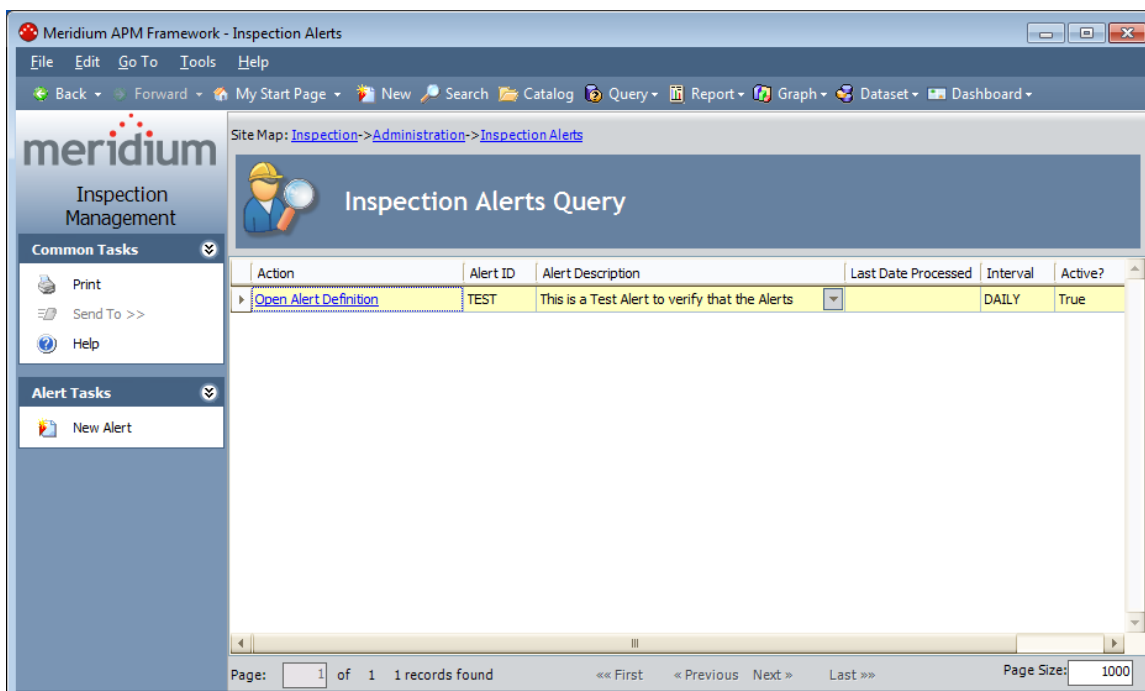 Meridium APM Framework - Inspection Alerts
File Edit Go To Tools Help
Back Forward My Start Page New Search Catalog Query Report Graph Dataset Dashboard
meridium
Inspection
Management
Common Tasks
Print
Send To >>
Help
Alert Tasks
New Alert
Site Map: Inspection->Administration->Inspection Alerts
Inspection Alerts Query
Action Alert ID Alert Description Last Date Processed Interval Active?
Open Alert Definition TEST This is a Test Alert to verify that the Alerts DAILY True
Page: 1 of 1 1 records found «« First « Previous Next » Last »» Page Size: 1000